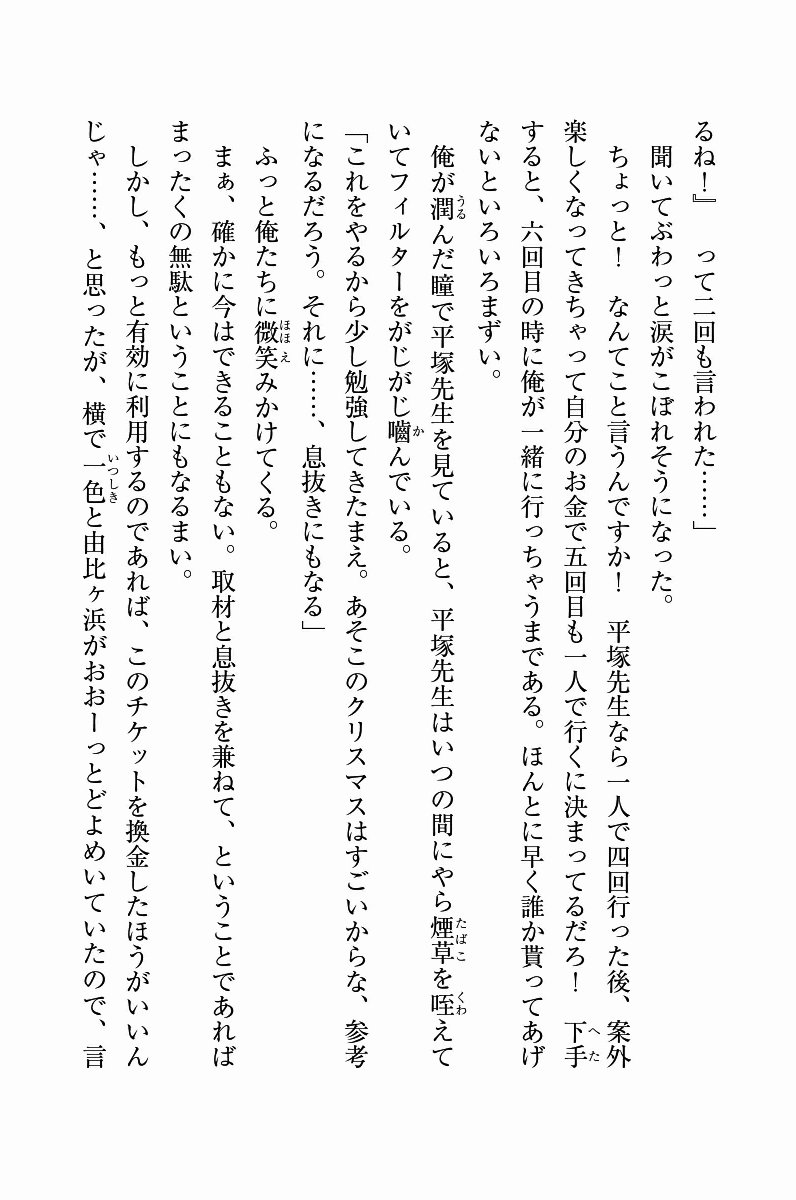 るね！』　って二回も言われた……」
　聞いてぶわっと涙がこぼれそうになった。
　ちょっと！　なんてこと言うんですか！　平塚先生なら一人で四回行った後、案外
楽しくなってきちゃって自分のお金で五回目も一人で行くに決まってるだろ！　下手
すると、六回目の時に俺が一緒に行っちゃうまである。ほんとに早く誰か貰ってあげ
ないといろいろまずい。
　俺が潤んだ瞳で平塚先生を見ていると、平塚先生はいつの間にやら煙草を咥えて
いてフィルターをがじがじ嚙んでいる。
「これをやるから少し勉強してきたまえ。あそこのクリスマスはすごいからな、参考
になるだろう。それに……、息抜きにもなる」
　ふっと俺たちに微笑みかけてくる。
　まぁ、確かに今はできることもない。取材と息抜きを兼ねて、ということであれば
まったくの無駄ということにもなるまい。
　しかし、もっと有効に利用するのであれば、このチケットを換金したほうがいいん
じゃ……、と思ったが、横で一色と由比ヶ浜がおおーっとどよめいていたので、言